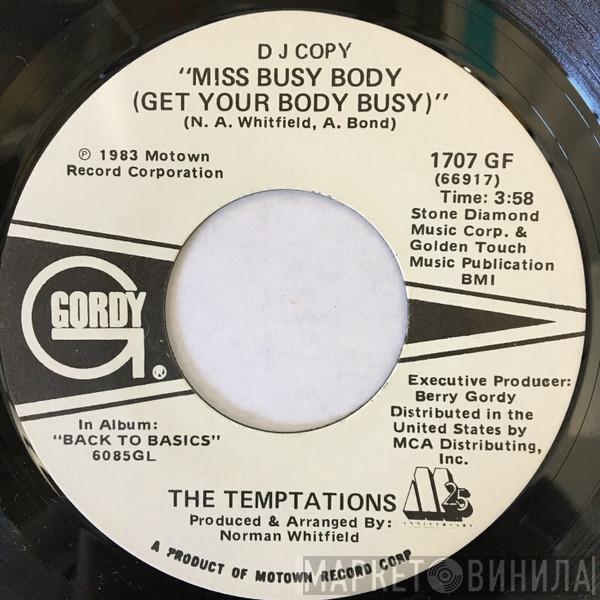 D J COPY
"MISS BUSY BODY
(GET YOUR BODY BUSY)"
(N. A. Whitfield, A. Bond)
℗ 1983 Motown
Record Corporation
1707 GF
(66917)
Time: 3:58
Stone Diamond
Music Corp. &
Golden Touch
Music Publication
BMI
GORDY
G®
Executive Producer:
Berry Gordy
Distributed in the
United States by
MCA Distributing,
Inc.
In Album:
"BACK TO BASICS"
6085GL
M25
ANNIVERSARY
THE TEMPTATIONS
Produced & Arranged By:
Norman Whitfield
A PRODUCT OF MOTOWN RECORD CORP
МАРКЕТ ВИНИЛА